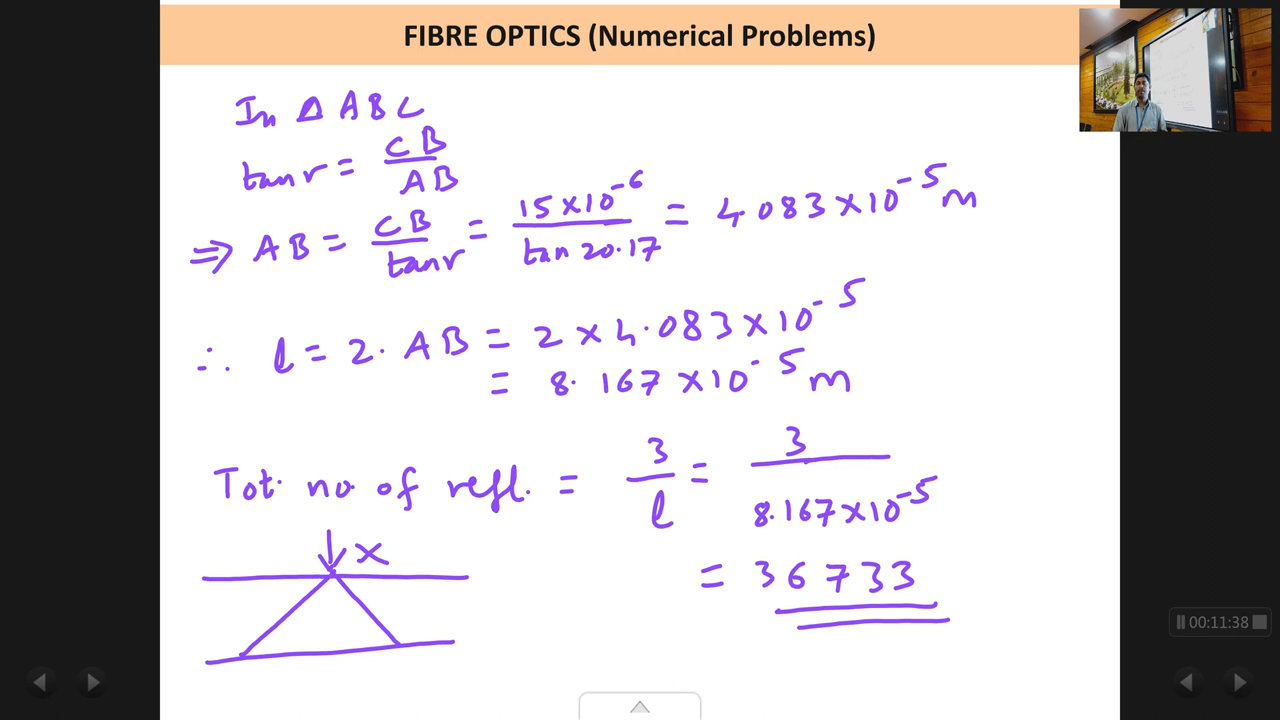 FIBRE OPTICS (Numerical Problems)
In Δ ABC
tan r = CB / AB
⇒ AB = CB / tan r = 15 × 10⁻⁶ / tan 20.17 = 4.083 × 10⁻⁵ m
∴ l = 2. AB = 2 × 4.083 × 10⁻⁵
= 8.167 × 10⁻⁵ m
Tot. no of refl. = 3 / l = 3 / 8.167 × 10⁻⁵
X
= 36733
00:11:38